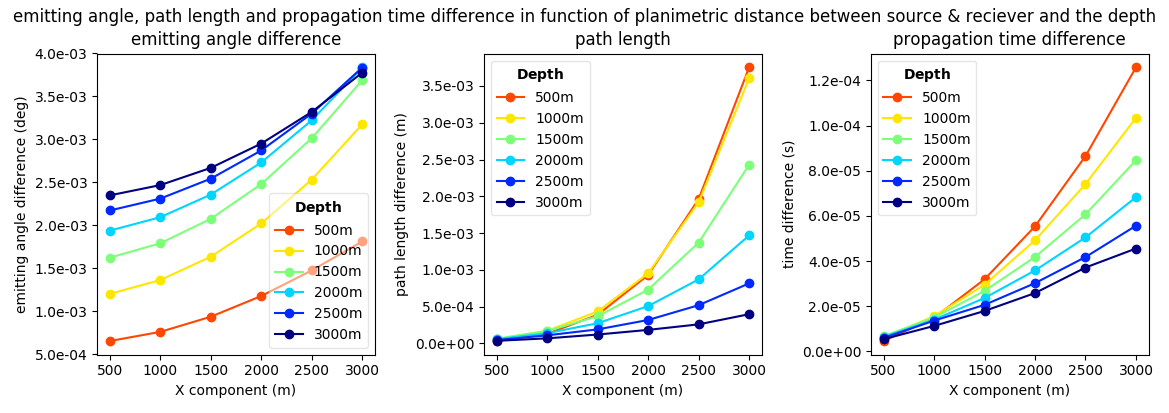 emitting angle, path length and propagation time difference in function of planimetric distance between source & reciever and the depth
emitting angle difference
4.0e-03
3.5e-03
3.0e-03
2.5e-03
2.0e-03
1.5e-03
1.0e-03
5.0e-04
emitting angle difference (deg)
Depth
500m
1000m
1500m
2000m
2500m
3000m
500 1000 1500 2000 2500 3000
X component (m)
path length
3.5e-03
3.0e-03
2.5e-03
2.0e-03
1.5e-03
1.0e-03
5.0e-04
0.0e+00
path length difference (m)
Depth
500m
1000m
1500m
2000m
2500m
3000m
500 1000 1500 2000 2500 3000
X component (m)
propagation time difference
1.2e-04
1.0e-04
8.0e-05
6.0e-05
4.0e-05
2.0e-05
0.0e+00
time difference (s)
Depth
500m
1000m
1500m
2000m
2500m
3000m
500 1000 1500 2000 2500 3000
X component (m)